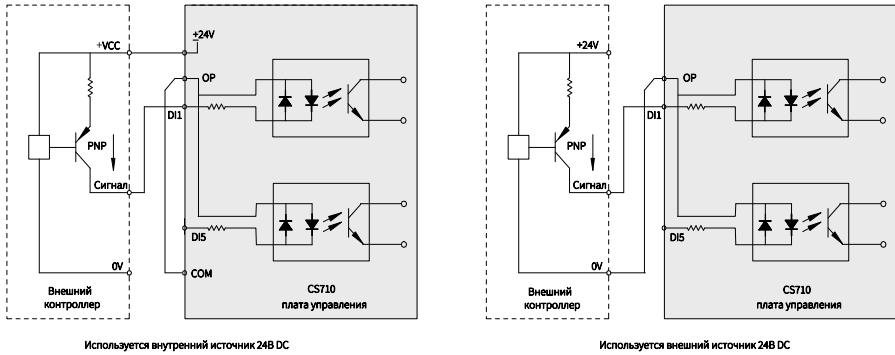 +24V
+VCC
OP
DI1
PNP
Сигнал
DI5
0V
COM
Внешний
контроллер
CS710
плата управления
Используется внутренний источник 24В DC
+24V
OP
DI1
PNP
Сигнал
DI5
0V
Внешний
контроллер
CS710
плата управления
Используется внешний источник 24В DC